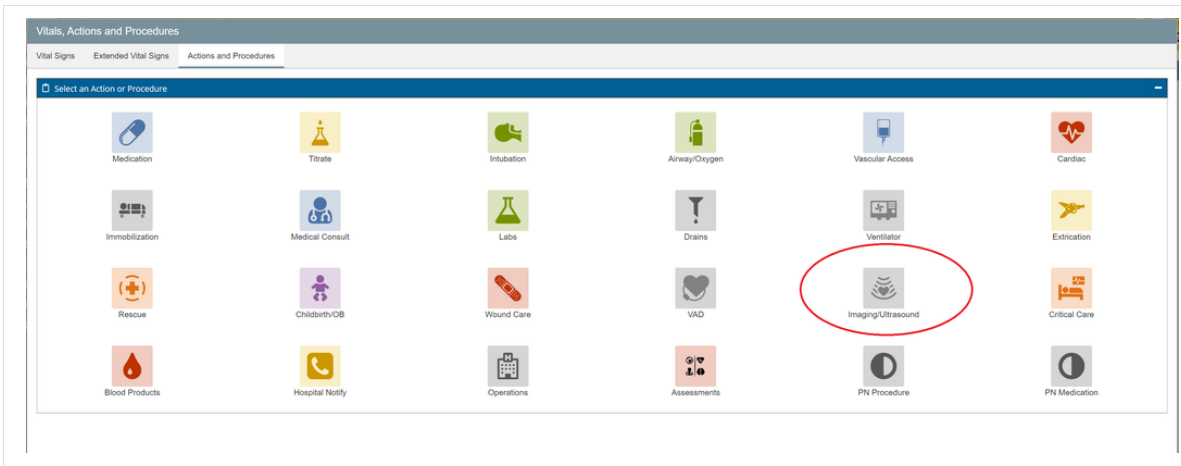 Vitals, Actions and Procedures
Vital Signs Extended Vital Signs Actions and Procedures
Select an Action or Procedure
Medication Titrate Intubation Airway/Oxygen Vascular Access Cardiac
Immobilization Medical Consult Labs Drains Ventilator Extrication
Rescue Childbirth/OB Wound Care VAD Imaging/Ultrasound Critical Care
Blood Products Hospital Notify Operations Assessments PN Procedure PN Medication